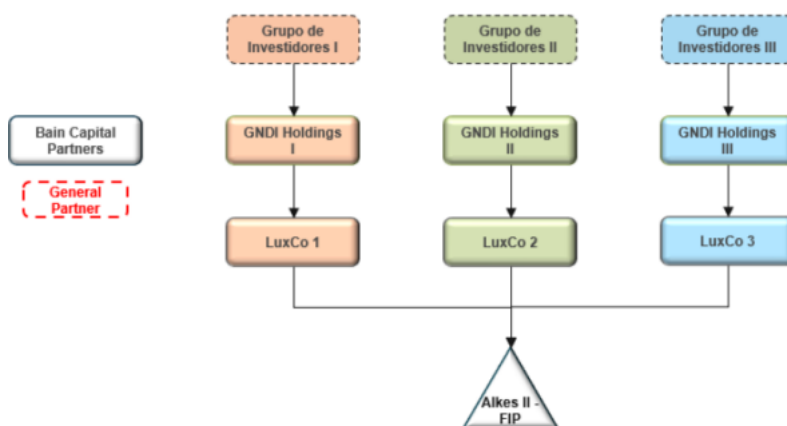 Grupo de
Investidores I
Grupo de
Investidores II
Grupo de
Investidores III
Bain Capital
Partners
GNDI Holdings
I
GNDI Holdings
II
GNDI Holdings
III
General
Partner
LuxCo 1
LuxCo 2
LuxCo 3
Alkes II -
FIP